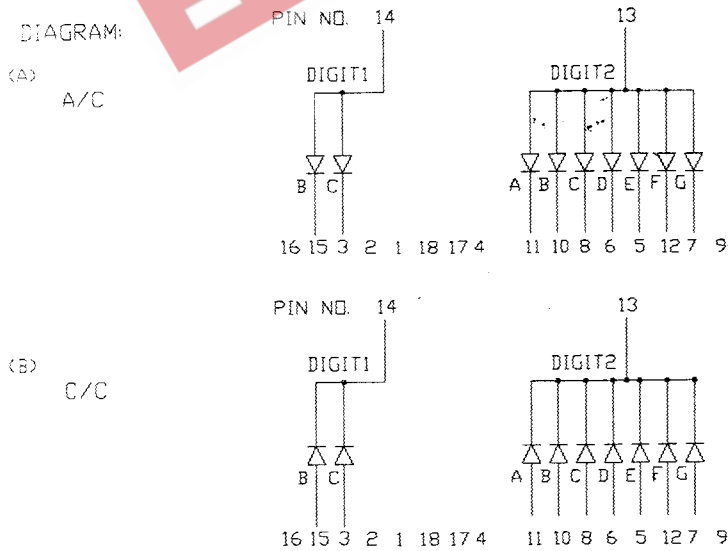 DIAGRAM:
PIN NO. 14
13
(A)
A/C
DIGIT1
DIGIT2
B C
A B C D E F G
16 15 3 2 1 18 17 4
11 10 8 6 5 12 7 9
PIN NO. 14
13
(B)
C/C
DIGIT1
DIGIT2
B C
A B C D E F G
16 15 3 2 1 18 17 4
11 10 8 6 5 12 7 9